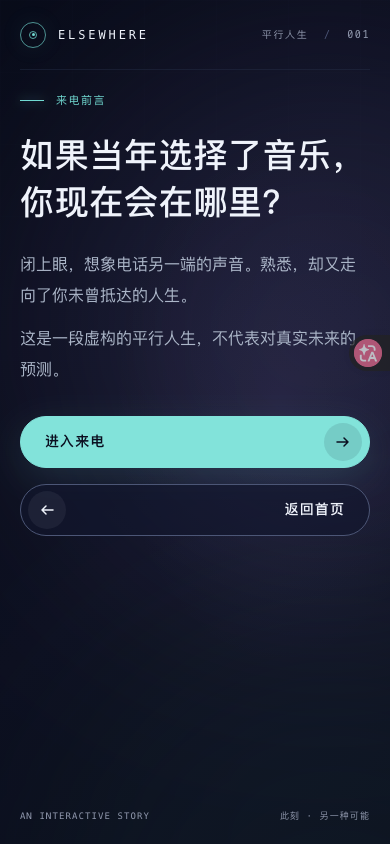 ELSEWHERE
平行人生 / 001
来电前言
如果当年选择了音乐，
你现在会在哪里？
闭上眼，想象电话另一端的声音。熟悉，却又走
向了你未曾抵达的人生。
这是一段虚构的平行人生，不代表对真实未来的
预测。
进入来电
返回首页
AN INTERACTIVE STORY
此刻 · 另一种可能